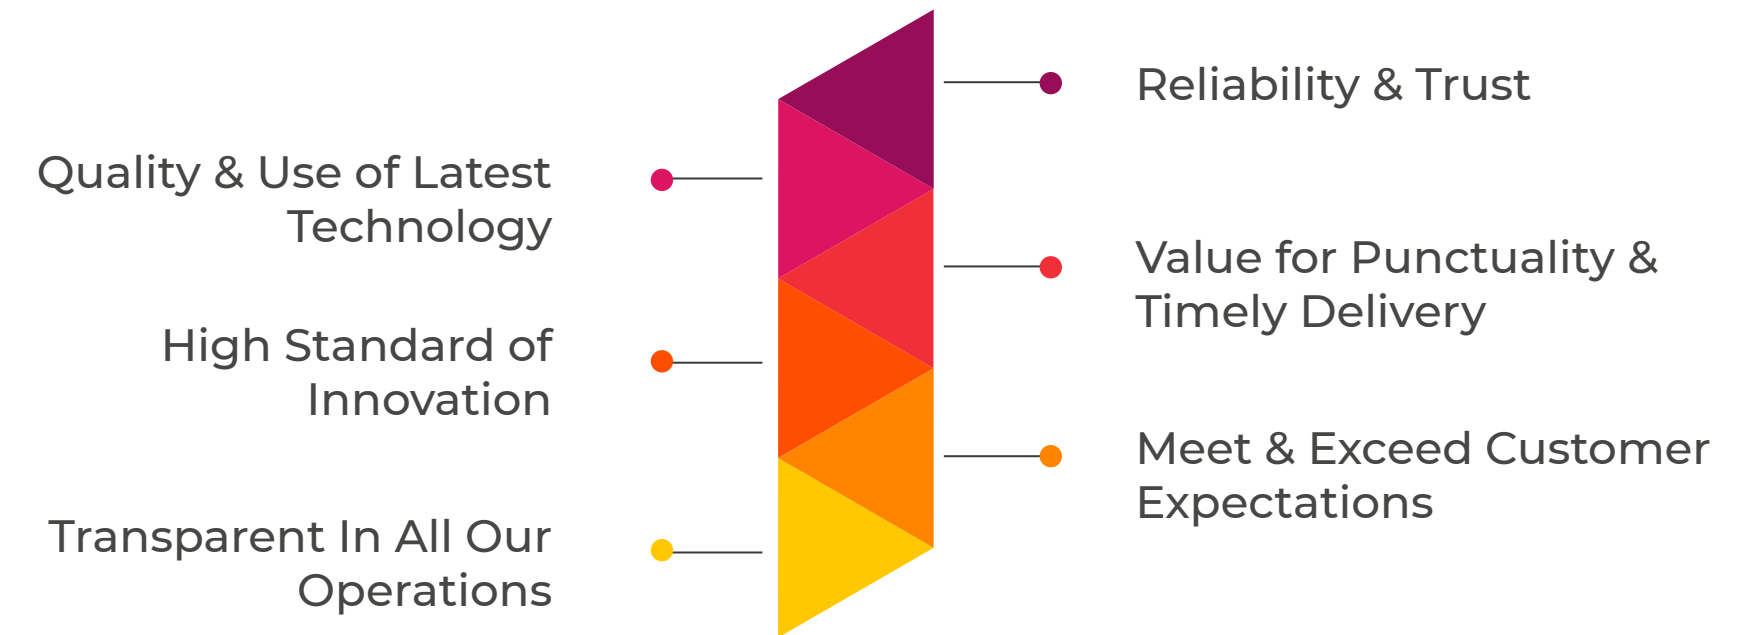 Reliability & Trust
Quality & Use of Latest
Technology
Value for Punctuality &
Timely Delivery
High Standard of
Innovation
Meet & Exceed Customer
Expectations
Transparent In All Our
Operations